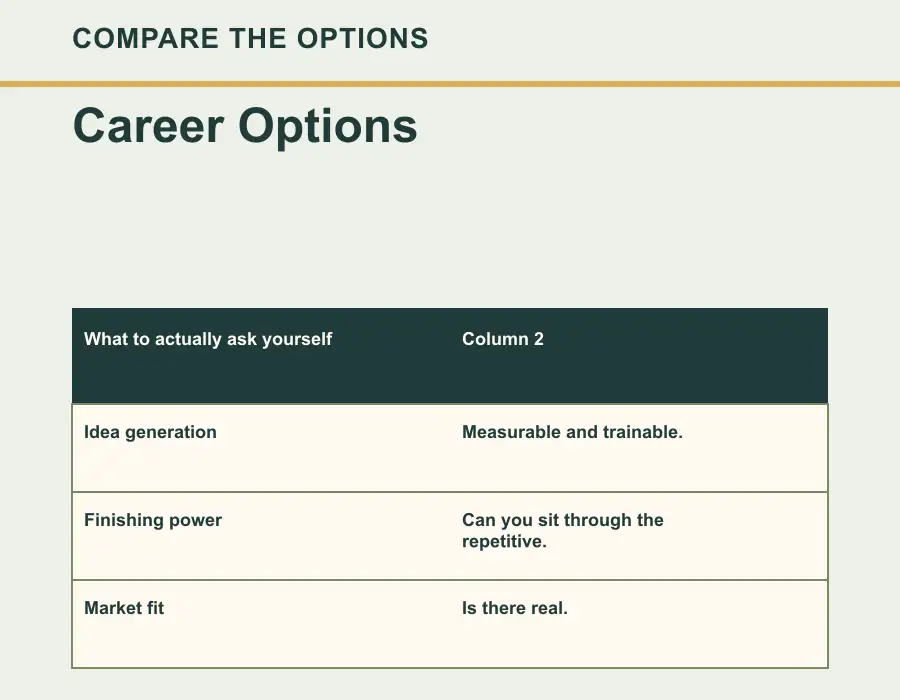 COMPARE THE OPTIONS
Career Options
What to actually ask yourself
Column 2
Idea generation
Measurable and trainable.
Finishing power
Can you sit through the
repetitive.
Market fit
Is there real.